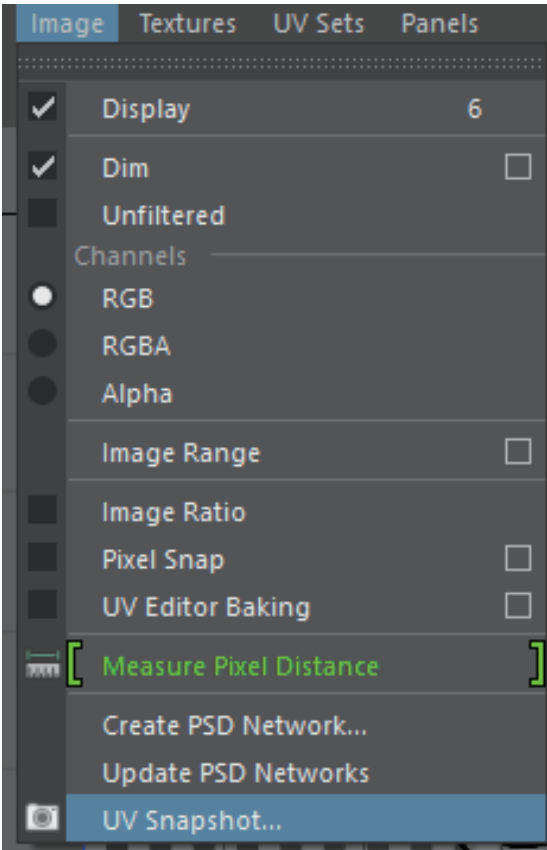 Image Textures UV Sets Panels
Display 6
Dim
Unfiltered
Channels
RGB
RGBA
Alpha
Image Range
Image Ratio
Pixel Snap
UV Editor Baking
Measure Pixel Distance
Create PSD Network...
Update PSD Networks
UV Snapshot...